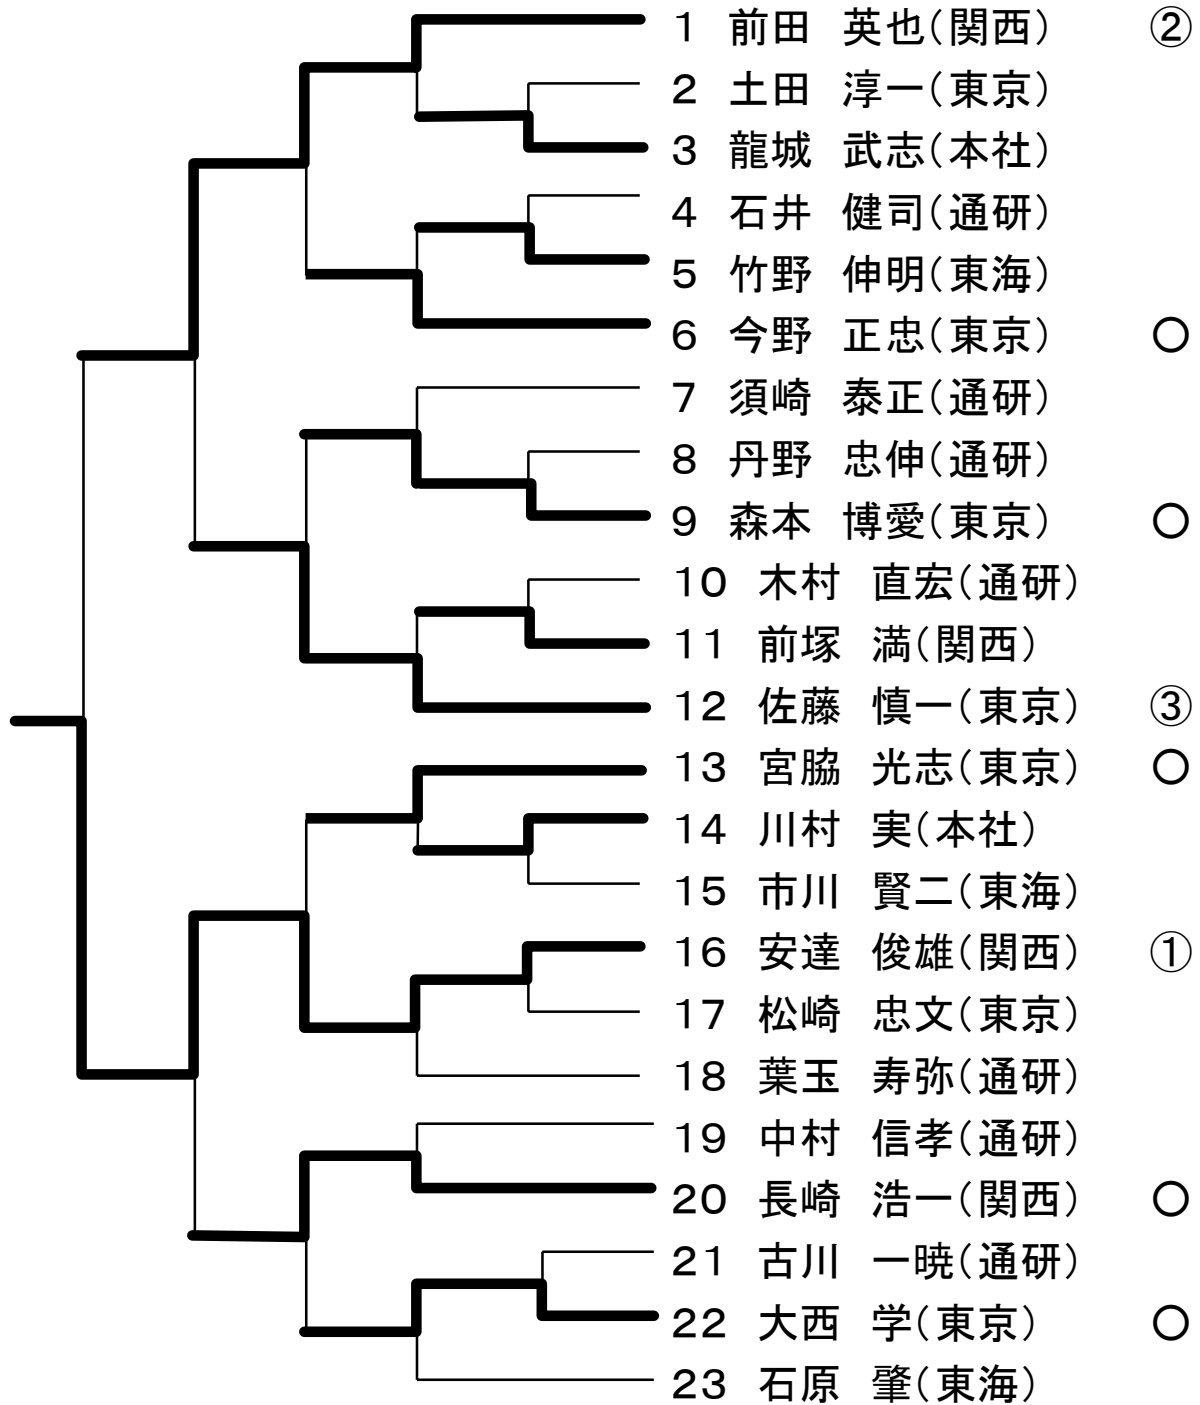 1 前田 英也(関西) ②
2 土田 淳一(東京)
3 龍城 武志(本社)
4 石井 健司(通研)
5 竹野 伸明(東海)
6 今野 正忠(東京) ○
7 須崎 泰正(通研)
8 丹野 忠伸(通研)
9 森本 博愛(東京) ○
10 木村 直宏(通研)
11 前塚 満(関西)
12 佐藤 慎一(東京) ③
13 宮脇 光志(東京) ○
14 川村 実(本社)
15 市川 賢二(東海)
16 安達 俊雄(関西) ①
17 松崎 忠文(東京)
18 葉玉 寿弥(通研)
19 中村 信孝(通研)
20 長崎 浩一(関西) ○
21 古川 一暁(通研)
22 大西 学(東京) ○
23 石原 肇(東海)